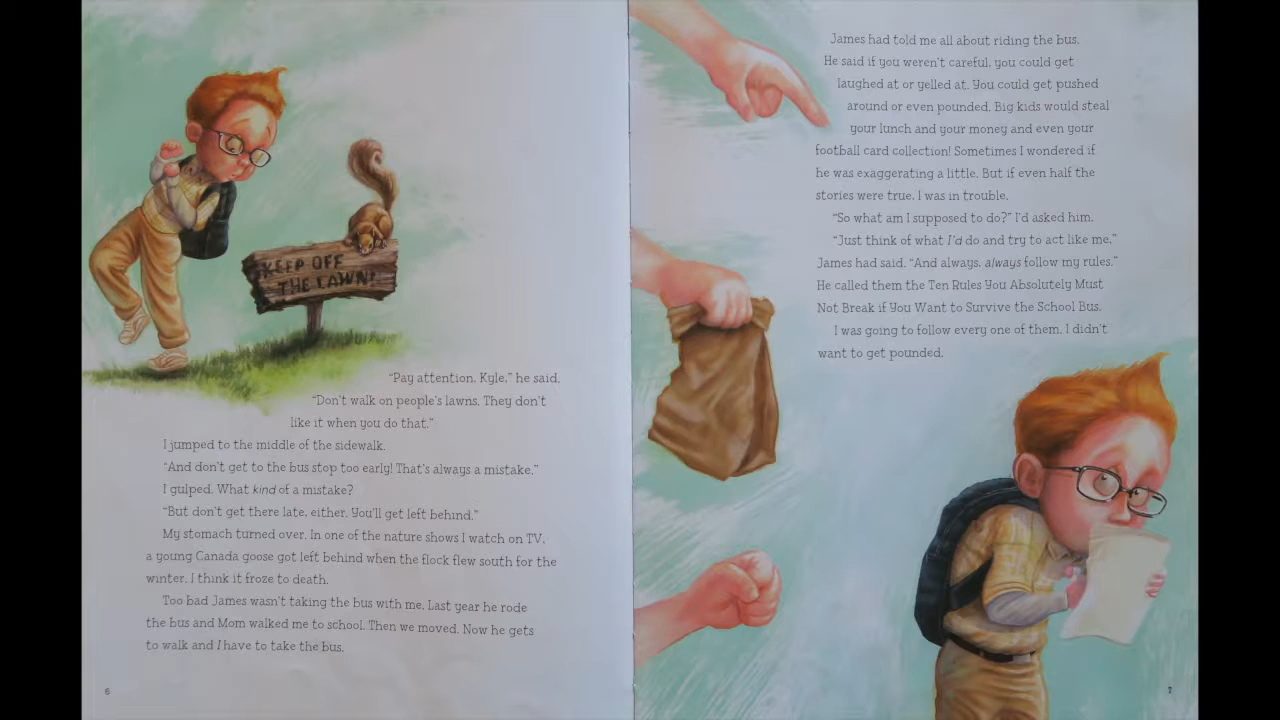 KEEP OFF
THE LAWN!
"Pay attention, Kyle," he said.
"Don't walk on people's lawns. They don't
like it when you do that."
I jumped to the middle of the sidewalk.
"And don't get to the bus stop too early! That's always a mistake."
I gulped. What kind of a mistake?
"But don't get there late, either. You'll get left behind."
My stomach turned over. In one of the nature shows I watch on TV,
a young Canada goose got left behind when the flock flew south for the
winter. I think it froze to death.
Too bad James wasn't taking the bus with me. Last year he rode
the bus and Mom walked me to school. Then we moved. Now he gets
to walk and I have to take the bus.
6
James had told me all about riding the bus.
He said if you weren't careful, you could get
laughed at or yelled at. You could get pushed
around or even pounded. Big kids would steal
your lunch and your money and even your
football card collection! Sometimes I wondered if
he was exaggerating a little. But if even half the
stories were true, I was in trouble.
"So what am I supposed to do?" I'd asked him.
"Just think of what I'd do and try to act like me,"
James had said. "And always, always follow my rules."
He called them the Ten Rules You Absolutely Must
Not Break if You Want to Survive the School Bus.
I was going to follow every one of them. I didn't
want to get pounded.
7